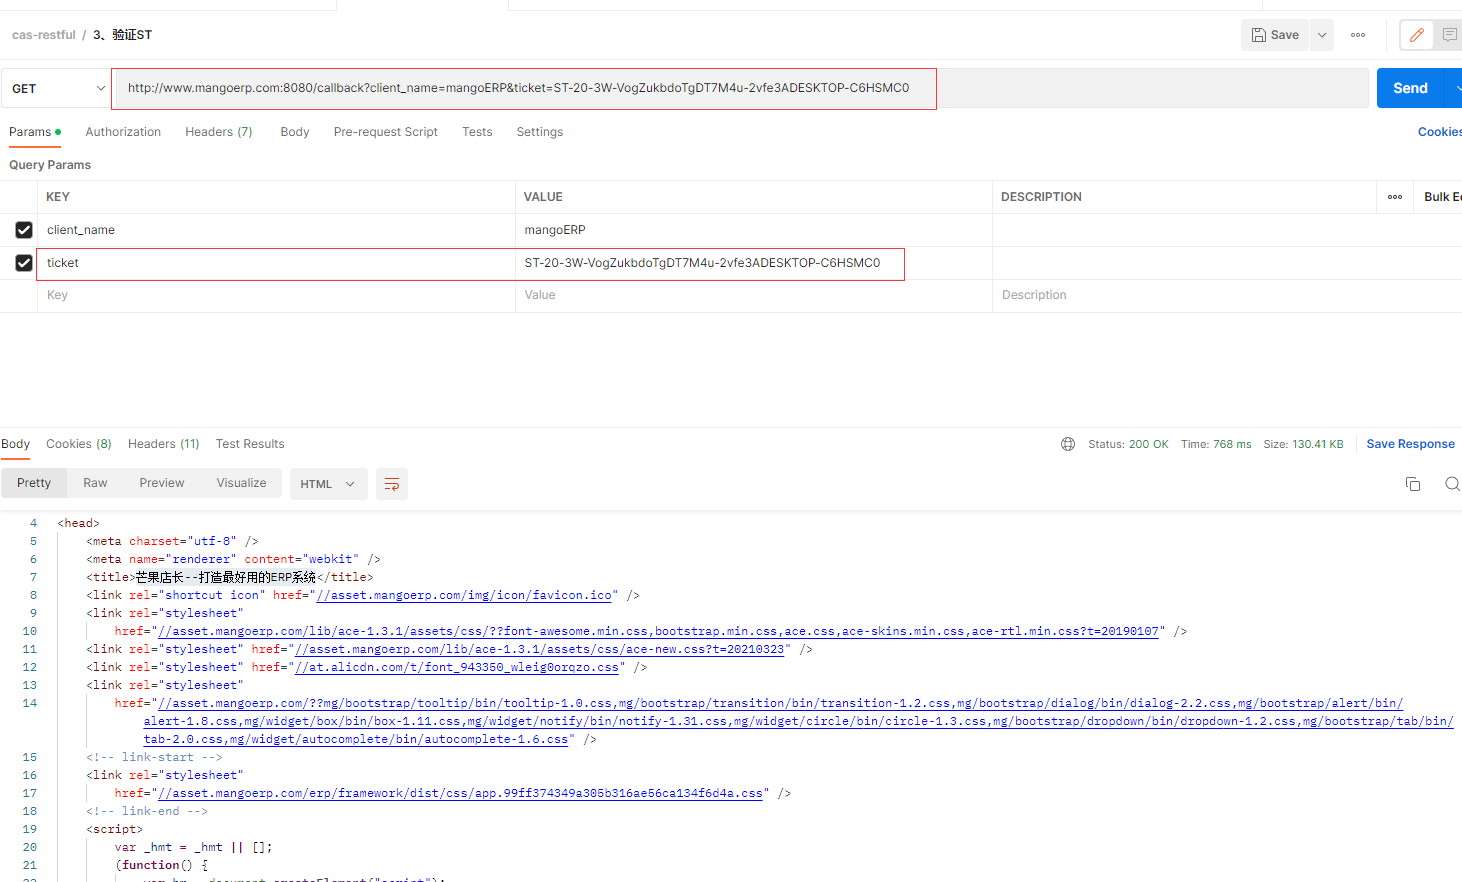 cas-restful / 3、验证ST
Save
GET
http://www.mangoerp.com:8080/callback?client_name=mangoERP&ticket=ST-20-3W-VogZukbdoTgDT7M4u-2vfe3ADESKTOP-C6HSMC0
Send
Params
Authorization
Headers (7)
Body
Pre-request Script
Tests
Settings
Cookies
Query Params
KEY
VALUE
DESCRIPTION
Bulk Ec
client_name
mangoERP
ticket
ST-20-3W-VogZukbdoTgDT7M4u-2vfe3ADESKTOP-C6HSMC0
Key
Value
Description
Body
Cookies (8)
Headers (11)
Test Results
Status: 200 OK
Time: 768 ms
Size: 130.41 KB
Save Response
Pretty
Raw
Preview
Visualize
HTML
4 <head>
5 <meta charset="utf-8" />
6 <meta name="renderer" content="webkit" />
7 <title>芒果店长--打造最好用的ERP系统</title>
8 <link rel="shortcut icon" href="//asset.mangoerp.com/img/icon/favicon.ico" />
9 <link rel="stylesheet"
10 href="//asset.mangoerp.com/lib/ace-1.3.1/assets/css/??font-awesome.min.css,bootstrap.min.css,ace.css,ace-skins.min.css,ace-rtl.min.css?t=20190107" />
11 <link rel="stylesheet" href="//asset.mangoerp.com/lib/ace-1.3.1/assets/css/ace-new.css?t=20210323" />
12 <link rel="stylesheet" href="//at.alicdn.com/t/font_943350_wleig0orqzo.css" />
13 <link rel="stylesheet"
14 href="//asset.mangoerp.com/??mg/bootstrap/tooltip/bin/tooltip-1.0.css,mg/bootstrap/transition/bin/transition-1.2.css,mg/bootstrap/dialog/bin/dialog-2.2.css,mg/bootstrap/alert/bin/
alert-1.8.css,mg/widget/box/bin/box-1.11.css,mg/widget/notify/bin/notify-1.31.css,mg/widget/circle/bin/circle-1.3.css,mg/bootstrap/dropdown/bin/dropdown-1.2.css,mg/bootstrap/tab/bin/
tab-2.0.css,mg/widget/autocomplete/bin/autocomplete-1.6.css" />
15 <!-- link-start -->
16 <link rel="stylesheet"
17 href="//asset.mangoerp.com/erp/framework/dist/css/app.99ff374349a305b316ae56ca134f6d4a.css" />
18 <!-- link-end -->
19 <script>
20 var _hmt = _hmt || [];
21 (function() {